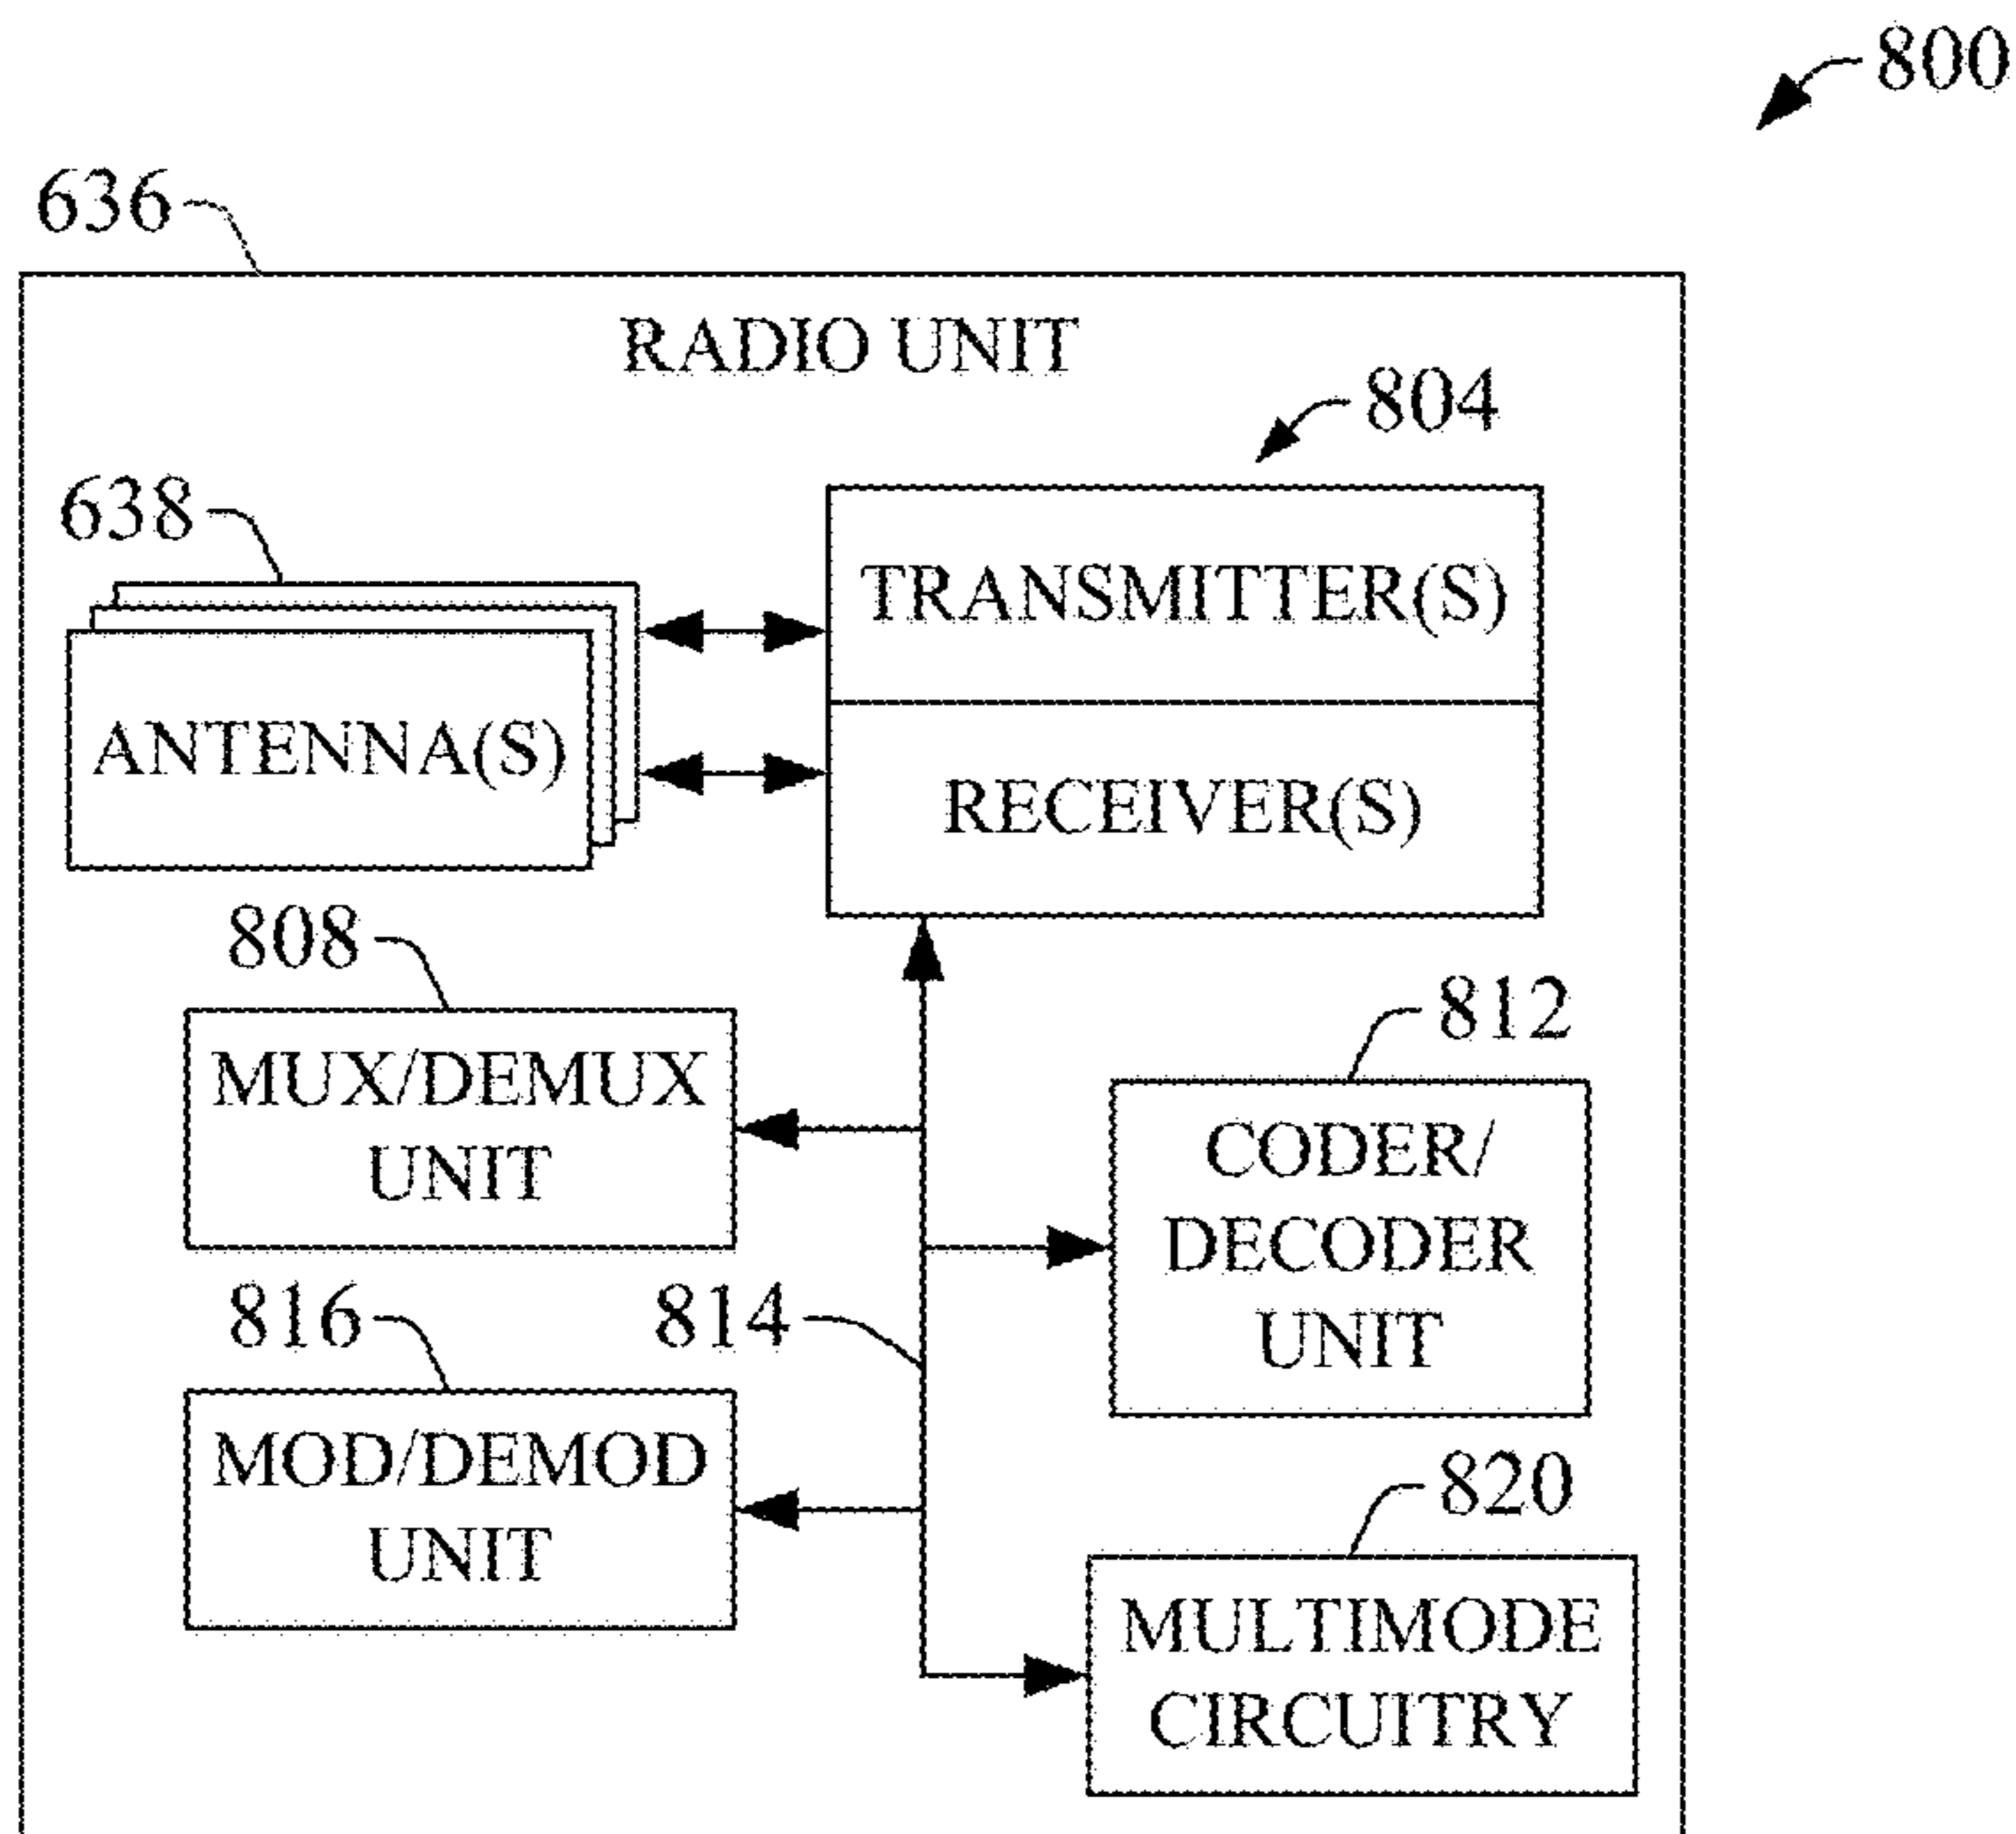 800
636
RADIO UNIT
804
638
TRANSMITTER(S)
ANTENNA(S)
RECEIVER(S)
808
MUX/DEMUX
UNIT
812
CODER/
DECODER
UNIT
816
814
MOD/DEMOD
UNIT
820
MULTIMODE
CIRCUITRY